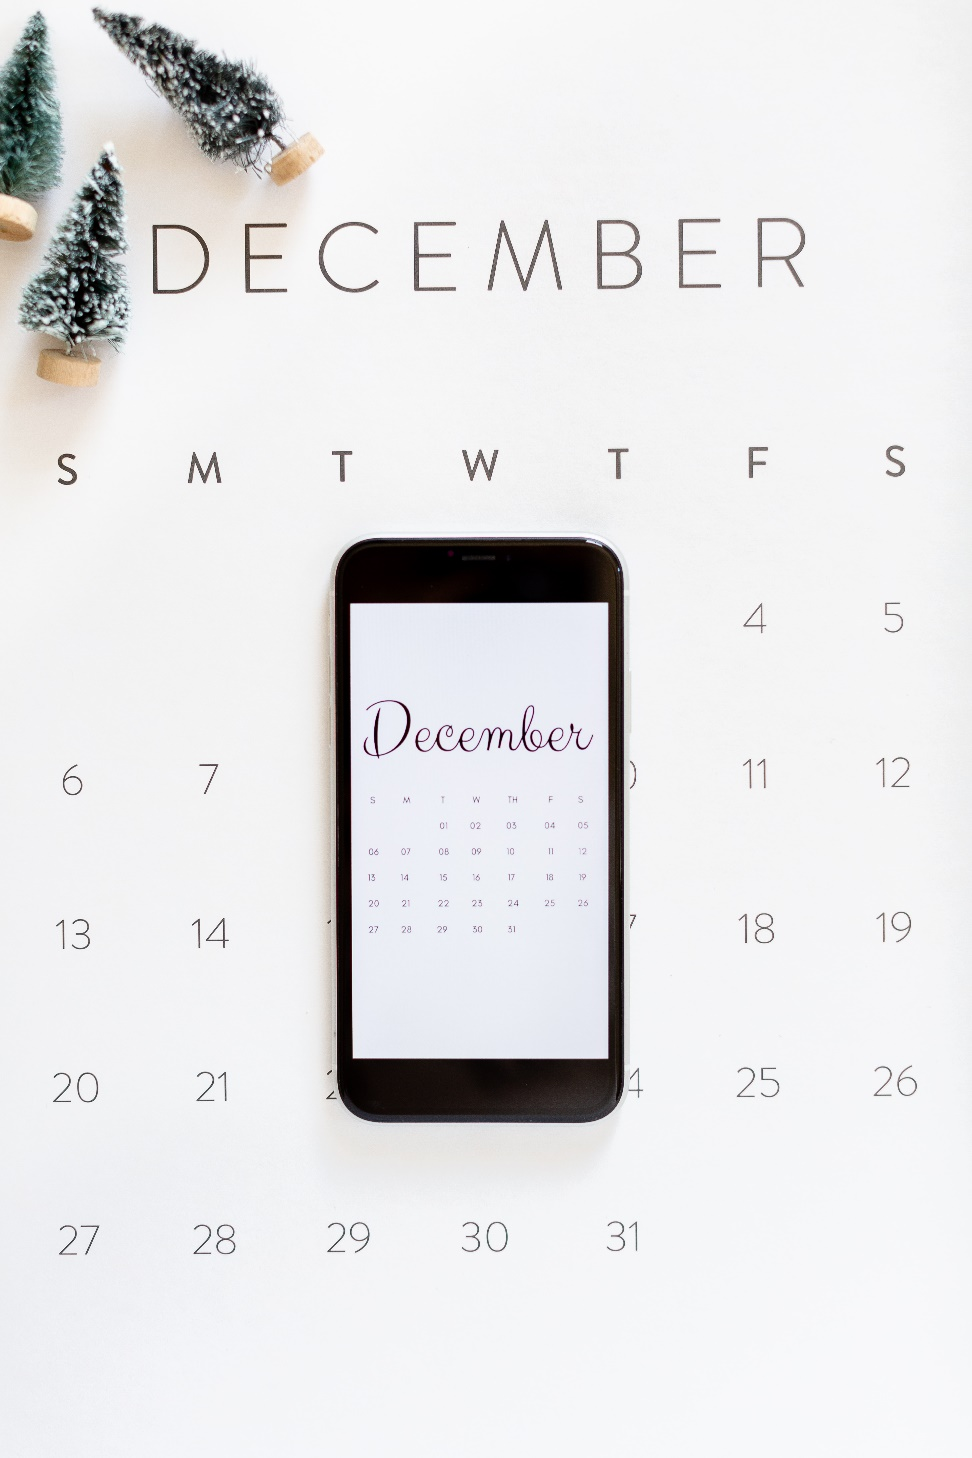 DECEMBER
S M T W T F S
4 5
6 7 11 12
13 14 18 19
20 21 25 26
27 28 29 30 31
December
S M T W TH F S
01 02 03 04 05
06 07 08 09 10 11 12
13 14 15 16 17 18 19
20 21 22 23 24 25 26
27 28 29 30 31